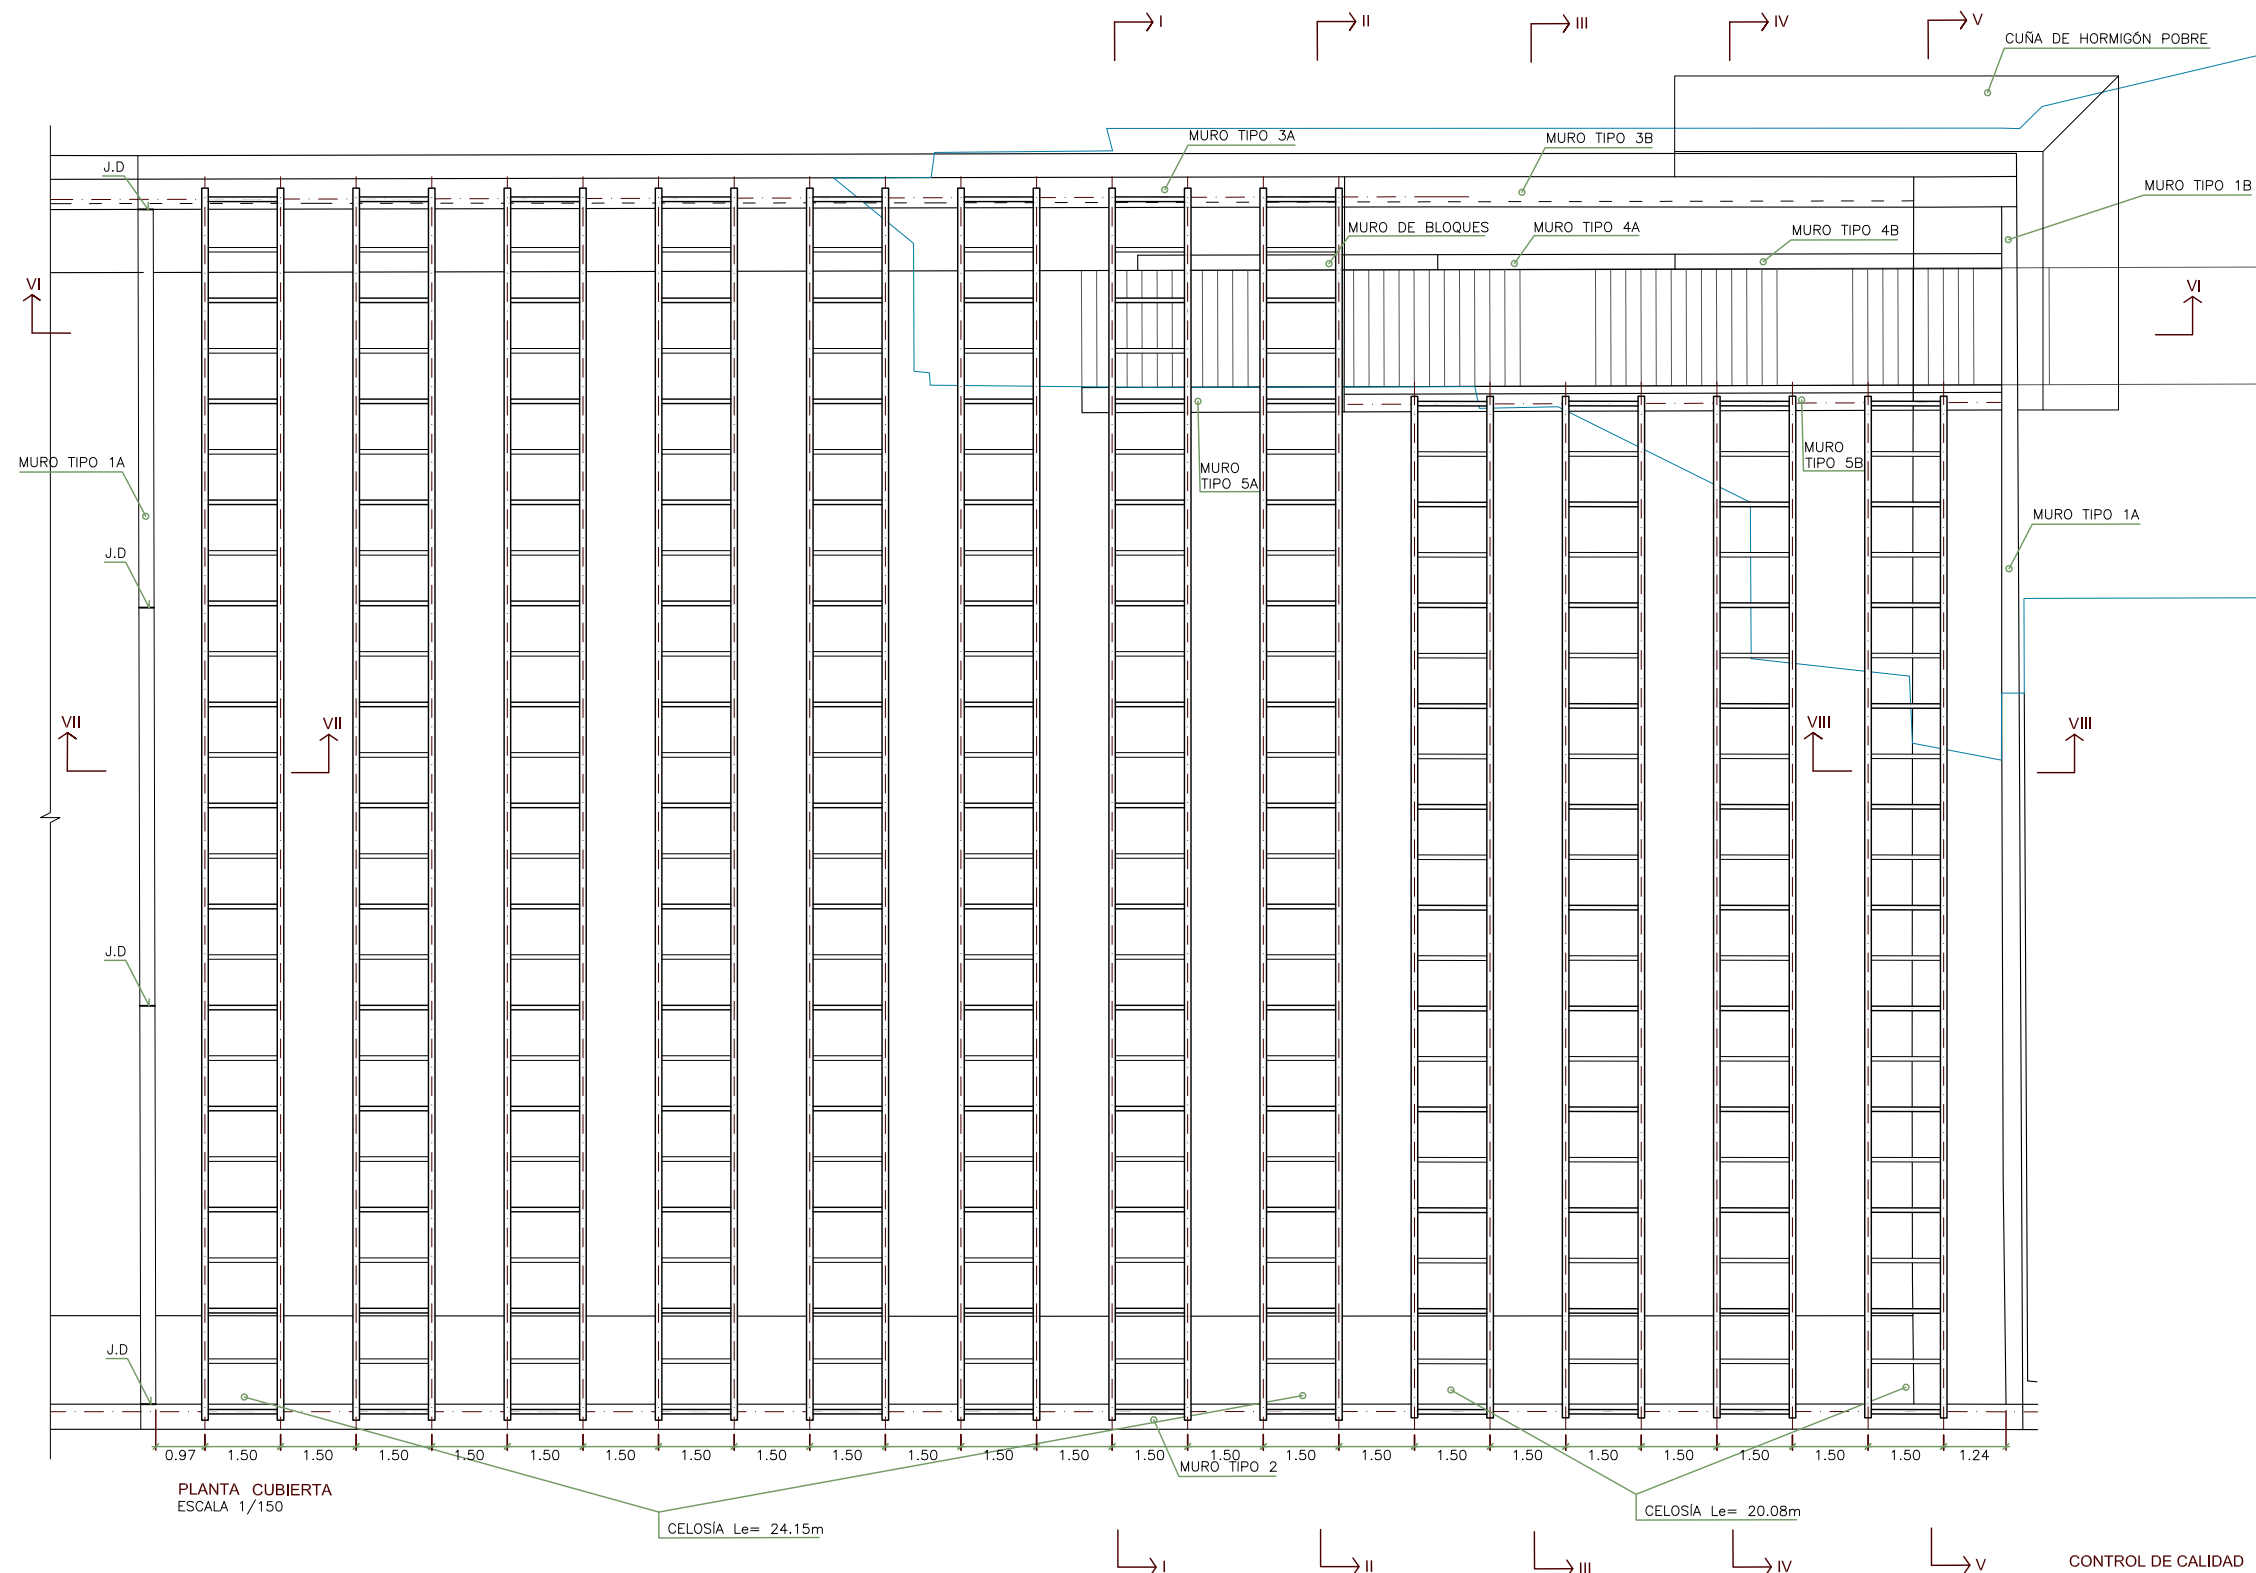 I
II
III
IV
V
CUÑA DE HORMIGÓN POBRE
MURO TIPO 3A
MURO TIPO 3B
J.D
MURO TIPO 1B
MURO DE BLOQUES
MURO TIPO 4A
MURO TIPO 4B
VI
VI
MURO TIPO 1A
MURO
TIPO 5A
MURO
TIPO 5B
MURO TIPO 1A
J.D
VII
VII
VIII
VIII
J.D
J.D
0.97 1.50 1.50 1.50 1.50 1.50 1.50 1.50 1.50 1.50 1.50 1.50 1.50 1.50 1.50 1.50 1.50 1.50 1.50 1.50 1.50 1.50 1.50 1.50 1.24
MURO TIPO 2
PLANTA CUBIERTA
ESCALA 1/150
CELOSÍA Le= 24.15m
CELOSÍA Le= 20.08m
I
II
III
IV
V
CONTROL DE CALIDAD